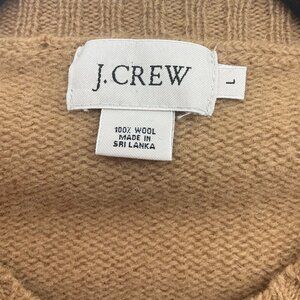 J.CREW
L
100% WOOL
MADE IN
SRI LANKA